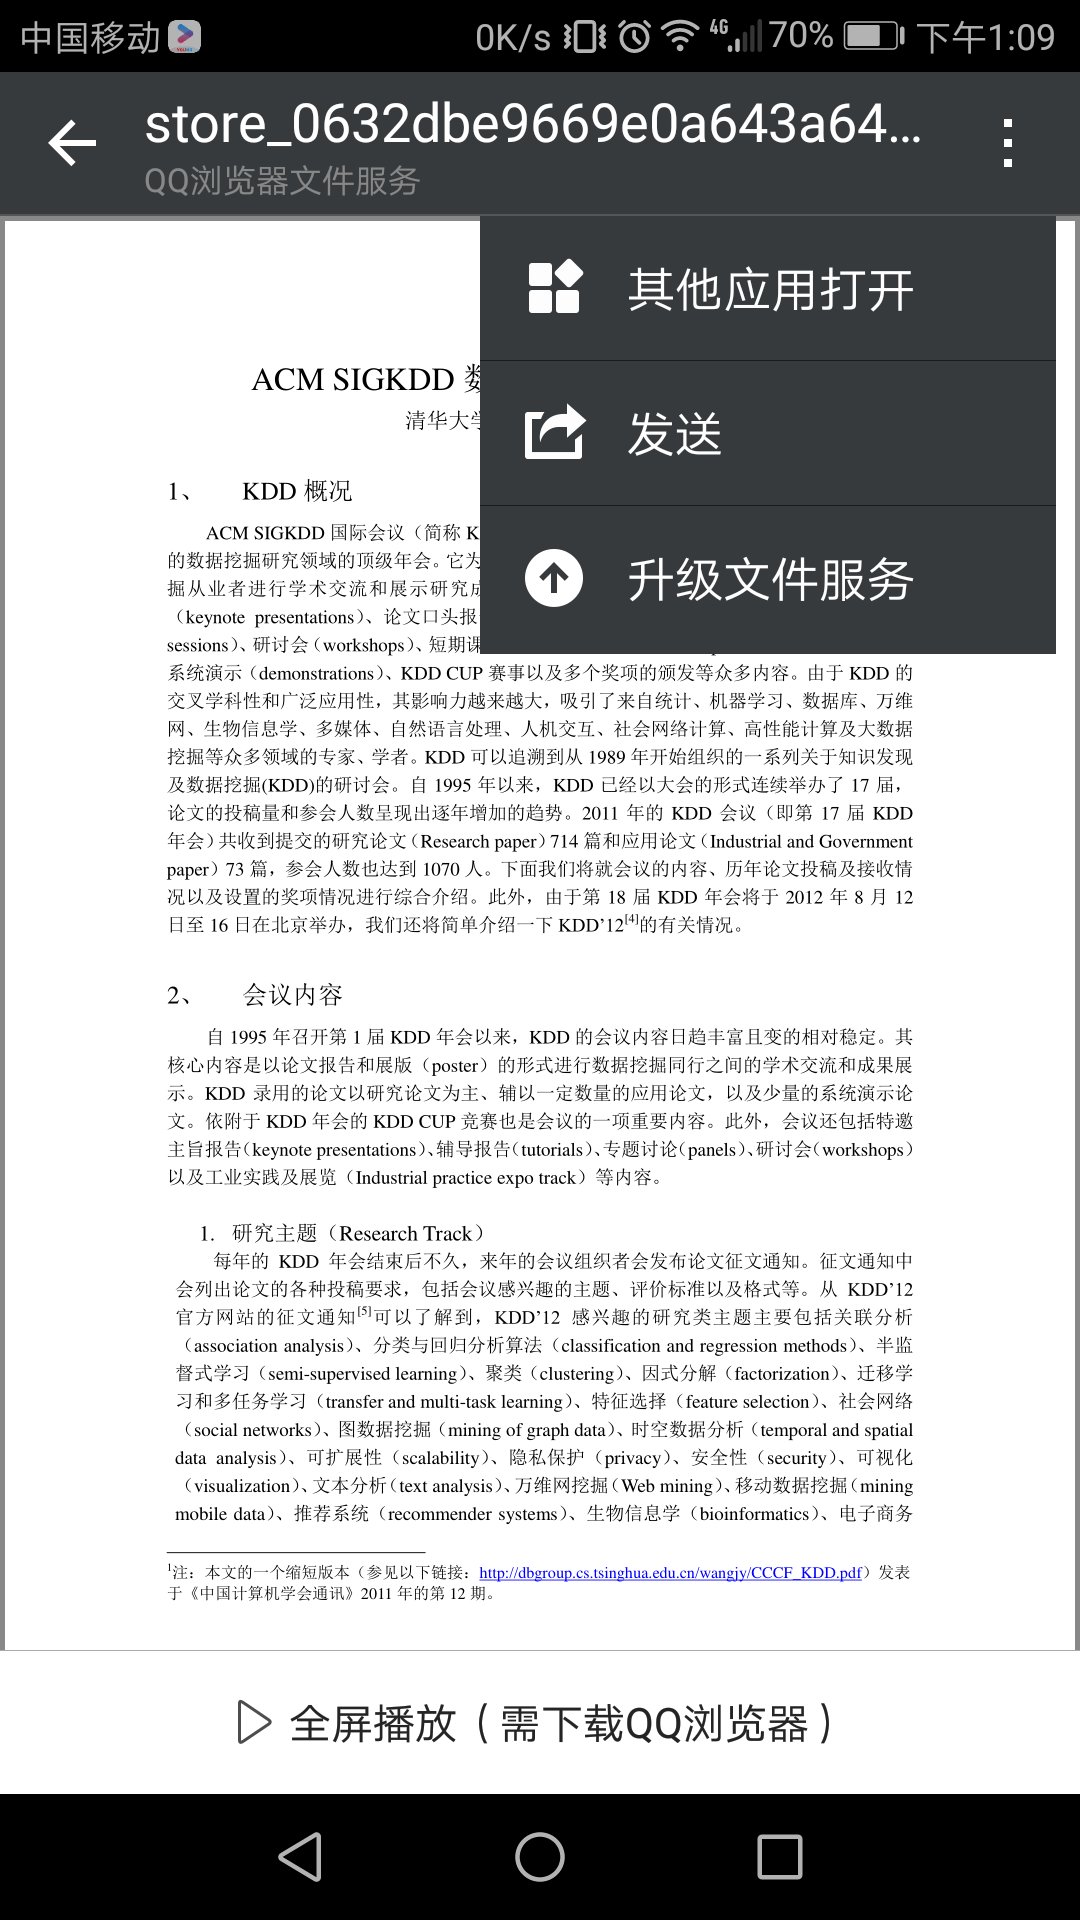 中国移动 0K/s 4G 70% 下午1:09
store_0632dbe9669e0a643a64...
QQ浏览器文件服务
其他应用打开
发送
升级文件服务
ACM SIGKDD
清华大学
1、 KDD 概况
ACM SIGKDD 国际会议（简称 K
的数据挖掘研究领域的顶级年会。它为
掘从业者进行学术交流和展示研究成
（keynote presentations）、论文口头报
sessions）、研讨会（workshops）、短期课
系统演示（demonstrations）、KDD CUP 赛事以及多个奖项的颁发等众多内容。由于 KDD 的
交叉学科性和广泛应用性，其影响力越来越大，吸引了来自统计、机器学习、数据库、万维
网、生物信息学、多媒体、自然语言处理、人机交互、社会网络计算、高性能计算及大数据
挖掘等众多领域的专家、学者。KDD 可以追溯到从 1989 年开始组织的一系列关于知识发现
及数据挖掘(KDD)的研讨会。自 1995 年以来，KDD 已经以大会的形式连续举办了 17 届，
论文的投稿量和参会人数呈现出逐年增加的趋势。2011 年的 KDD 会议（即第 17 届 KDD
年会）共收到提交的研究论文（Research paper）714 篇和应用论文（Industrial and Government
paper）73 篇，参会人数也达到 1070 人。下面我们将就会议的内容、历年论文投稿及接收情
况以及设置的奖项情况进行综合介绍。此外，由于第 18 届 KDD 年会将于 2012 年 8 月 12
日至 16 日在北京举办，我们还将简单介绍一下 KDD’12[4]的有关情况。
2、 会议内容
自 1995 年召开第 1 届 KDD 年会以来，KDD 的会议内容日趋丰富且变的相对稳定。其
核心内容是以论文报告和展版（poster）的形式进行数据挖掘同行之间的学术交流和成果展
示。KDD 录用的论文以研究论文为主、辅以一定数量的应用论文，以及少量的系统演示论
文。依附于 KDD 年会的 KDD CUP 竞赛也是会议的一项重要内容。此外，会议还包括特邀
主旨报告（keynote presentations）、辅导报告（tutorials）、专题讨论（panels）、研讨会（workshops）
以及工业实践及展览（Industrial practice expo track）等内容。
1. 研究主题（Research Track）
每年的 KDD 年会结束后不久，来年的会议组织者会发布论文征文通知。征文通知中
会列出论文的各种投稿要求，包括会议感兴趣的主题、评价标准以及格式等。从 KDD’12
官方网站的征文通知[5]可以了解到，KDD’12 感兴趣的研究类主题主要包括关联分析
（association analysis）、分类与回归分析算法（classification and regression methods）、半监
督式学习（semi-supervised learning）、聚类（clustering）、因式分解（factorization）、迁移学
习和多任务学习（transfer and multi-task learning）、特征选择（feature selection）、社会网络
（social networks）、图数据挖掘（mining of graph data）、时空数据分析（temporal and spatial
data analysis）、可扩展性（scalability）、隐私保护（privacy）、安全性（security）、可视化
（visualization）、文本分析（text analysis）、万维网挖掘（Web mining）、移动数据挖掘（mining
mobile data）、推荐系统（recommender systems）、生物信息学（bioinformatics）、电子商务
1注：本文的一个缩短版本（参见以下链接：http://dbgroup.cs.tsinghua.edu.cn/wangjy/CCCF_KDD.pdf）发表
于《中国计算机学会通讯》2011 年的第 12 期。
全屏播放（需下载QQ浏览器）